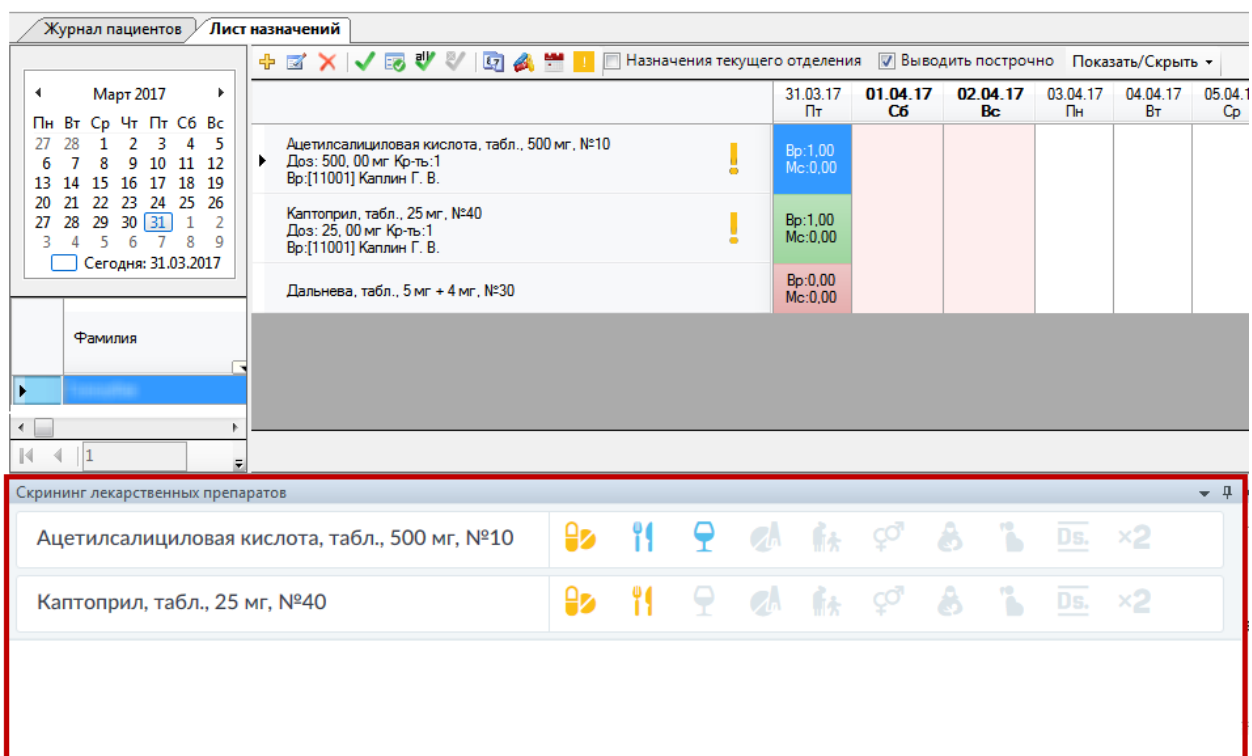 Журнал пациентов
Лист назначений
Назначения текущего отделения
Выводить построчно
Показать/Скрыть
Март 2017
Пн Вт Ср Чт Пт Сб Вс
27 28 1 2 3 4 5
6 7 8 9 10 11 12
13 14 15 16 17 18 19
20 21 22 23 24 25 26
27 28 29 30 31 1 2
3 4 5 6 7 8 9
Сегодня: 31.03.2017
Фамилия
1
31.03.17 01.04.17 02.04.17 03.04.17 04.04.17 05.04.1
Пт Сб Вс Пн Вт Ср
Ацетилсалициловая кислота, табл., 500 мг, №10
Доз: 500, 00 мг Кр-ть:1
Вр:[11001] Каплин Г. В.
Вр:1,00
Мс:0,00
Каптоприл, табл., 25 мг, №40
Доз: 25, 00 мг Кр-ть:1
Вр:[11001] Каплин Г. В.
Вр:1,00
Мс:0,00
Дальнева, табл., 5 мг + 4 мг, №30
Вр:0,00
Мс:0,00
Скрининг лекарственных препаратов
Ацетилсалициловая кислота, табл., 500 мг, №10
Ds. ×2
Каптоприл, табл., 25 мг, №40
Ds. ×2